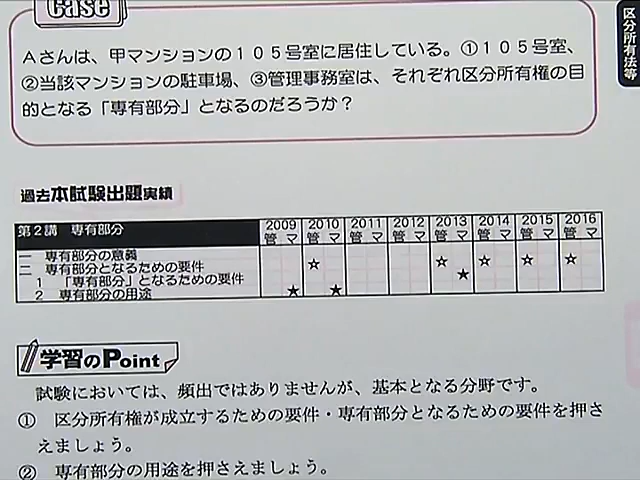 Case
区分所有法等
Aさんは、甲マンションの105号室に居住している。①105号室、
②当該マンションの駐車場、③管理事務室は、それぞれ区分所有権の目
的となる「専有部分」となるのだろうか？
過去本試験出題実績
第2講 専有部分 2009 2010 2011 2012 2013 2014 2015 2016
管 マ 管 マ 管 マ 管 マ 管 マ 管 マ 管 マ 管 マ
一 専有部分の意義
二 専有部分となるための要件 ☆ ☆ ☆ ☆ ☆
1 「専有部分」となるための要件 ★
2 専有部分の用途 ★ ★
学習のPoint
試験においては、頻出ではありませんが、基本となる分野です。
① 区分所有権が成立するための要件・専有部分となるための要件を押さ
えましょう。
② 専有部分の用途を押さえましょう。